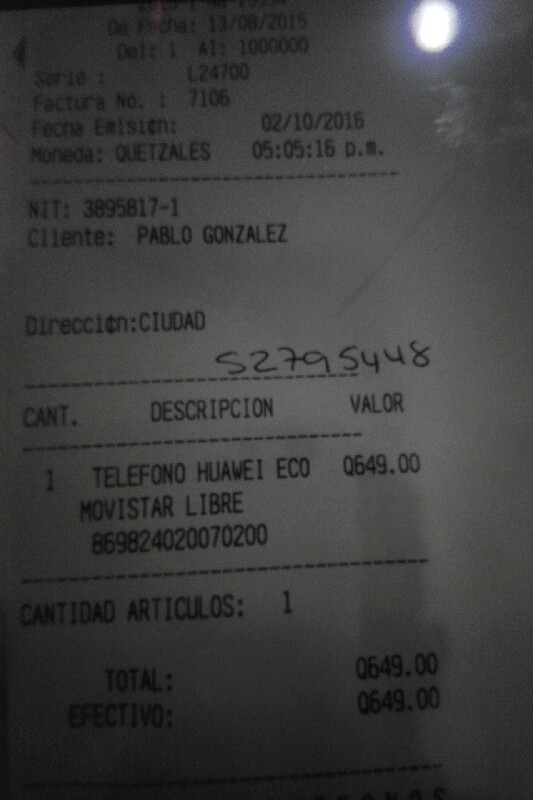 De Fecha: 13/08/2015
Del: 1 Al: 1000000
Serie : L24700
Factura No. : 7106
Fecha Emisi¢n: 02/10/2016
Moneda: QUETZALES 05:05:16 p.m.
NIT: 3895817-1
Cliente: PABLO GONZALEZ
Direcci¢n:CIUDAD
52795448
CANT. DESCRIPCION VALOR
1 TELEFONO HUAWEI ECO Q649.00
MOVISTAR LIBRE
869824020070200
CANTIDAD ARTICULOS: 1
TOTAL: Q649.00
EFECTIVO: Q649.00